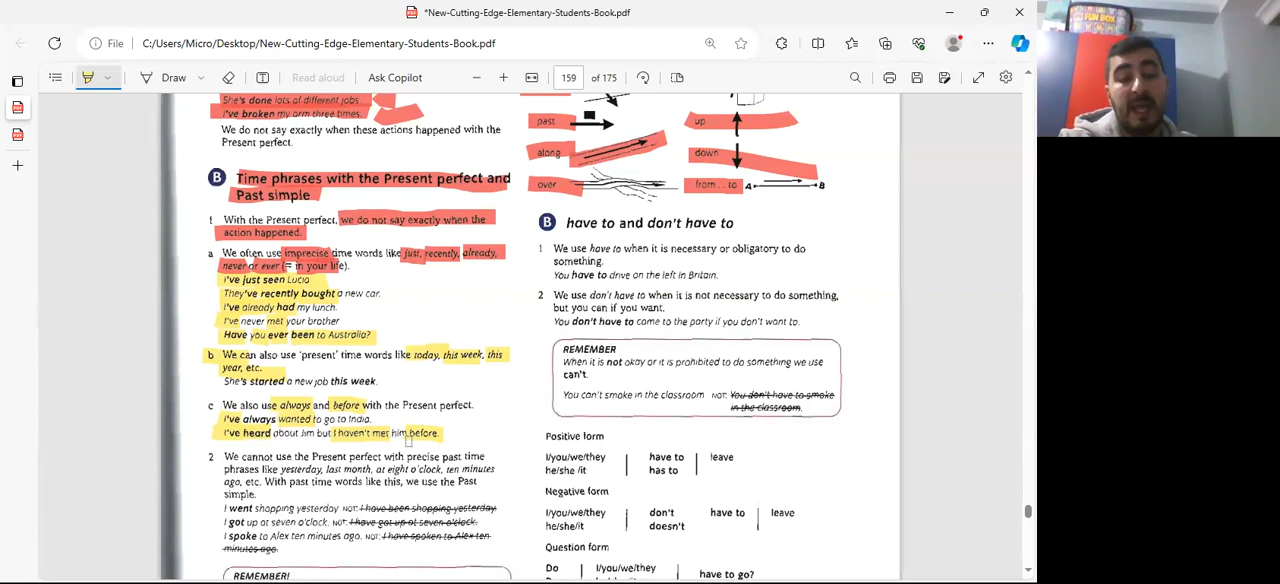 *New-Cutting-Edge-Elementary-Students-Book.pdf
File
C:/Users/Micro/Desktop/New-Cutting-Edge-Elementary-Students-Book.pdf
FUN BOX
Draw
Read aloud
Ask Copilot
159 of 175
She's done lots of different jobs.
I've broken my arm three times.
We do not say exactly when these actions happened with the
Present perfect.
B Time phrases with the Present perfect and
Past simple
1 With the Present perfect, we do not say exactly when the
action happened.
a We often use imprecise time words like just, recently, already,
never or ever (= in your life).
I've just seen Lucia
They've recently bought a new car.
I've already had my lunch.
I've never met your brother
Have you ever been to Australia?
b We can also use 'present' time words like today, this week, this
year, etc.
She's started a new job this week.
c We also use always and before with the Present perfect.
I've always wanted to go to India.
I've heard about him but I haven't met him before.
2 We cannot use the Present perfect with precise past time
phrases like yesterday, last month, at eight o'clock, ten minutes
ago, etc. With past time words like this, we use the Past
simple.
I went shopping yesterday NOT: I have been shopping yesterday
I got up at seven o'clock. NOT: I have got up at seven o'clock.
I spoke to Alex ten minutes ago. NOT: I have spoken to Alex ten
minutes ago.
REMEMBER!
past
up
along
down
over
from . . to A B
B have to and don't have to
1 We use have to when it is necessary or obligatory to do
something.
You have to drive on the left in Britain.
2 We use don't have to when it is not necessary to do something,
but you can if you want.
You don't have to come to the party if you don't want to.
REMEMBER
When it is not okay or it is prohibited to do something we use
can't.
You can't smoke in the classroom NOT: You don't have to smoke
in the classroom.
Positive form
I/you/we/they have to leave
he/she /it has to
Negative form
I/you/we/they don't have to leave
he/she/it doesn't
Question form
Do I/you/we/they
have to go?